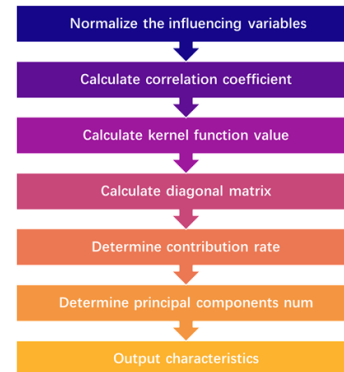 Normalize the influencing variables
Calculate correlation coefficient
Calculate kernel function value
Calculate diagonal matrix
Determine contribution rate
Determine principal components num
Output characteristics